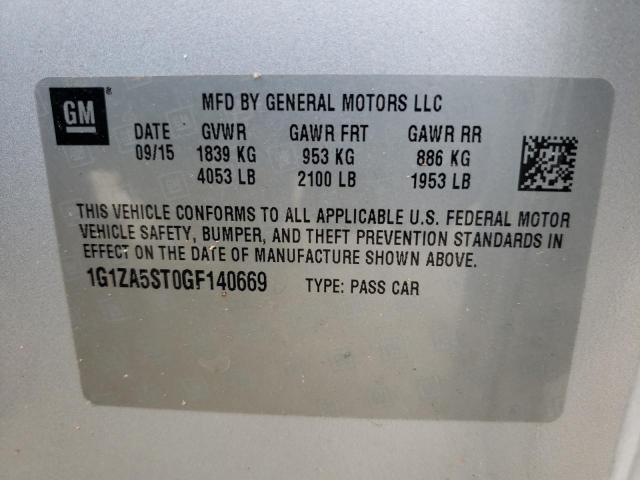 GM ®
MFD BY GENERAL MOTORS LLC
DATE GVWR GAWR FRT GAWR RR
09/15 1839 KG 953 KG 886 KG
4053 LB 2100 LB 1953 LB
THIS VEHICLE CONFORMS TO ALL APPLICABLE U.S. FEDERAL MOTOR
VEHICLE SAFETY, BUMPER, AND THEFT PREVENTION STANDARDS IN
EFFECT ON THE DATE OF MANUFACTURE SHOWN ABOVE.
1G1ZA5ST0GF140669 TYPE: PASS CAR